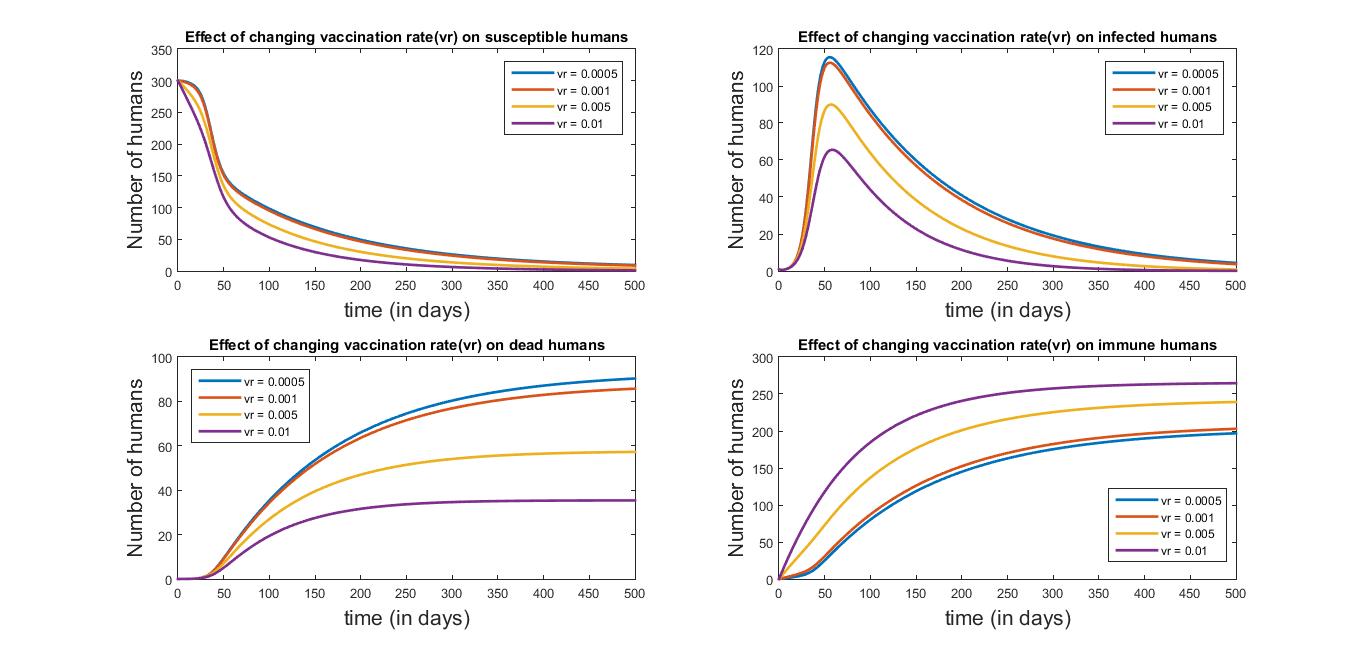 Effect of changing vaccination rate(vr) on susceptible humans
350
300
250
200
150
100
50
0
Number of humans
vr = 0.0005
vr = 0.001
vr = 0.005
vr = 0.01
0 50 100 150 200 250 300 350 400 450 500
time (in days)
Effect of changing vaccination rate(vr) on infected humans
120
100
80
60
40
20
0
Number of humans
vr = 0.0005
vr = 0.001
vr = 0.005
vr = 0.01
0 50 100 150 200 250 300 350 400 450 500
time (in days)
Effect of changing vaccination rate(vr) on dead humans
100
80
60
40
20
0
Number of humans
vr = 0.0005
vr = 0.001
vr = 0.005
vr = 0.01
0 50 100 150 200 250 300 350 400 450 500
time (in days)
Effect of changing vaccination rate(vr) on immune humans
300
250
200
150
100
50
0
Number of humans
vr = 0.0005
vr = 0.001
vr = 0.005
vr = 0.01
0 50 100 150 200 250 300 350 400 450 500
time (in days)